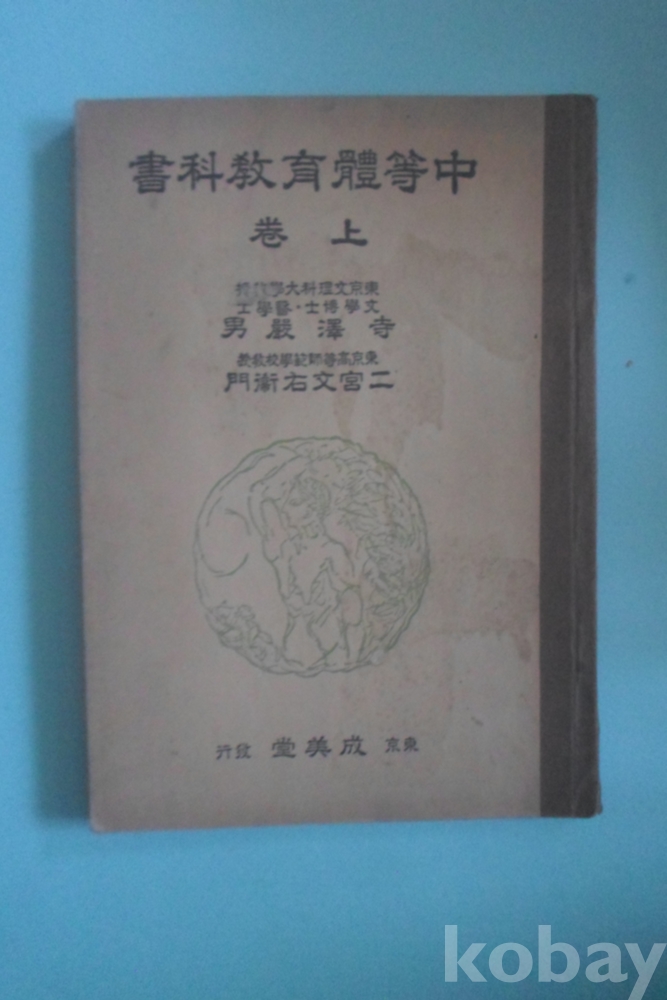 中等體育教科書
上卷
東京文理科大學教授
文學博士・醫學士
寺澤嚴男
東京高等師範學校教授
二宮文右衛門
東京 成美堂 發行
kobay